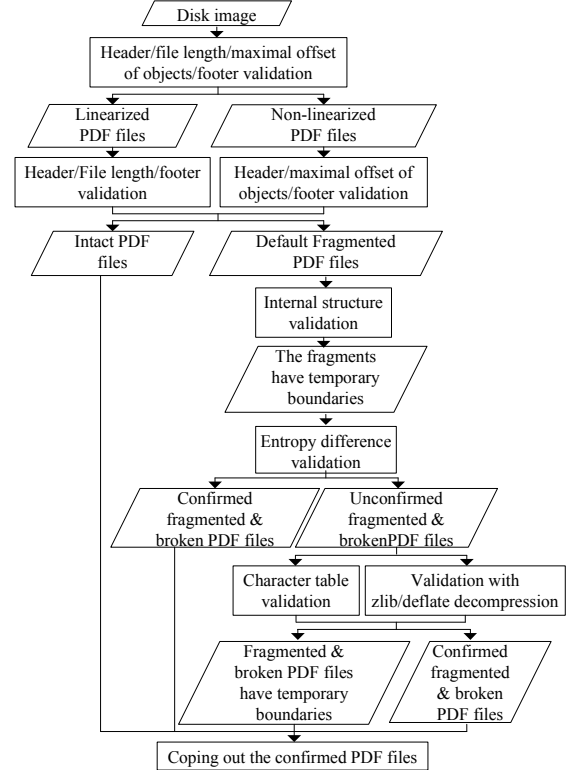 Disk image
Header/file length/maximal offset
of objects/footer validation
Linearized
PDF files
Non-linearized
PDF files
Header/File length/footer
validation
Header/maximal offset of
objects/footer validation
Intact PDF
files
Default Fragmented
PDF files
Internal structure
validation
The fragments
have temporary
boundaries
Entropy difference
validation
Confirmed
fragmented &
broken PDF files
Unconfirmed
fragmented &
brokenPDF files
Character table
validation
Validation with
zlib/deflate decompression
Fragmented &
broken PDF files
have temporary
boundaries
Confirmed
fragmented
& broken
PDF files
Coping out the confirmed PDF files